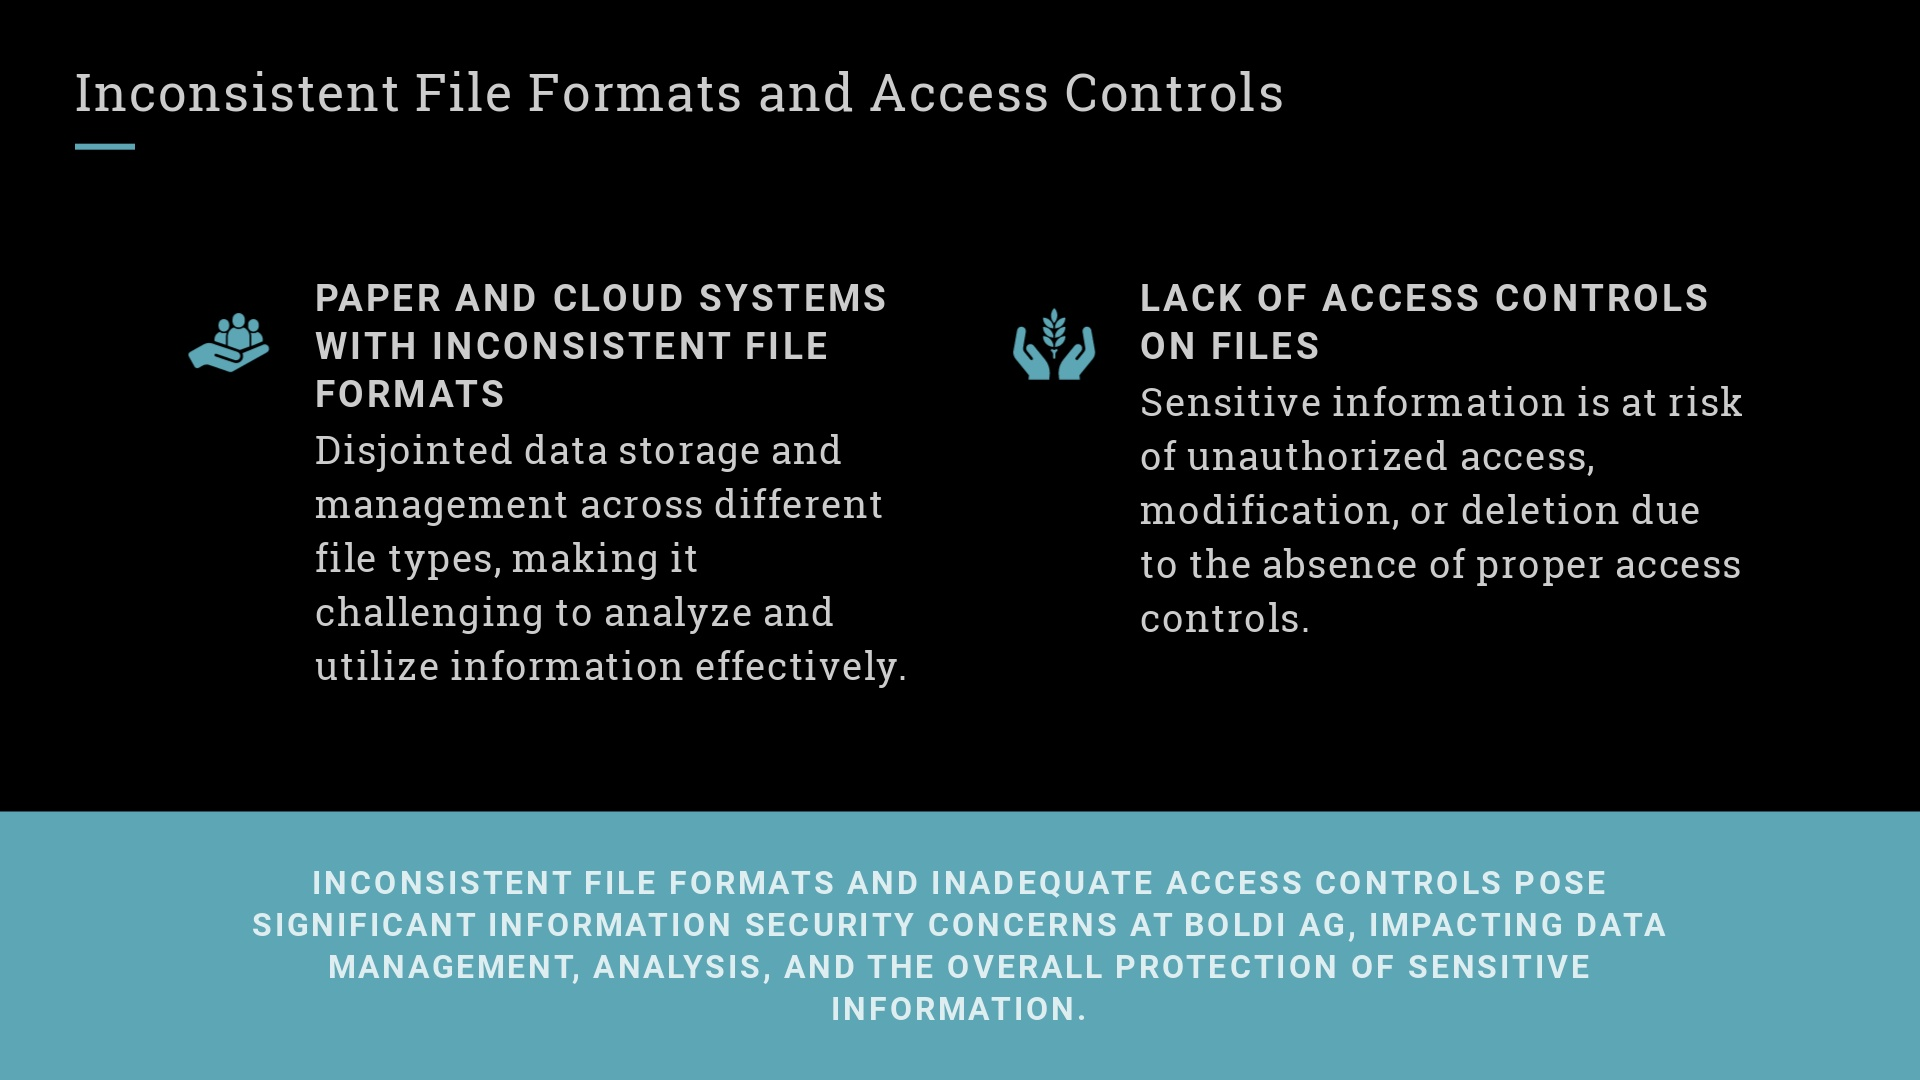 Inconsistent File Formats and Access Controls
PAPER AND CLOUD SYSTEMS
WITH INCONSISTENT FILE
FORMATS
Disjointed data storage and
management across different
file types, making it
challenging to analyze and
utilize information effectively.
LACK OF ACCESS CONTROLS
ON FILES
Sensitive information is at risk
of unauthorized access,
modification, or deletion due
to the absence of proper access
controls.
INCONSISTENT FILE FORMATS AND INADEQUATE ACCESS CONTROLS POSE
SIGNIFICANT INFORMATION SECURITY CONCERNS AT BOLDI AG, IMPACTING DATA
MANAGEMENT, ANALYSIS, AND THE OVERALL PROTECTION OF SENSITIVE
INFORMATION.